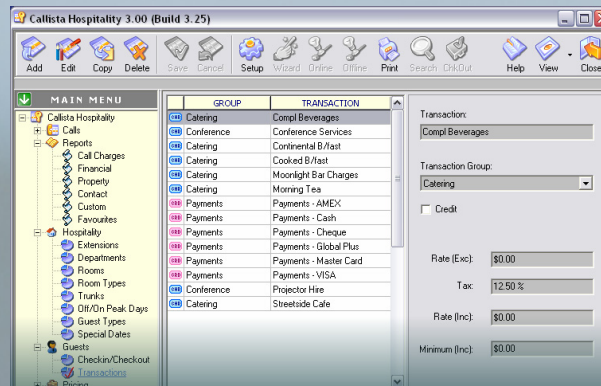 Callista Hospitality 3.00 (Build 3.25)
Add Edit Copy Delete Save Cancel Setup Wizard Online Offline Print Search ChkOut Help View Close
MAIN MENU
Callista Hospitality
Calls
Reports
Call Charges
Financial
Property
Contact
Custom
Favourites
Hospitality
Extensions
Departments
Rooms
Room Types
Trunks
Off/On Peak Days
Guest Types
Special Dates
Guests
Checkin/Checkout
Transactions
Pricing
GROUP TRANSACTION
Catering Compl Beverages
Conference Conference Services
Catering Continental B/fast
Catering Cooked B/fast
Catering Moonlight Bar Charges
Catering Morning Tea
Payments Payments - AMEX
Payments Payments - Cash
Payments Payments - Cheque
Payments Payments - Global Plus
Payments Payments - Master Card
Payments Payments - VISA
Conference Projector Hire
Catering Streetside Cafe
Transaction:
Compl Beverages
Transaction Group:
Catering
Credit
Rate (Exc): $0.00
Tax: 12.50 %
Rate (Inc): $0.00
Minimum (Inc): $0.00